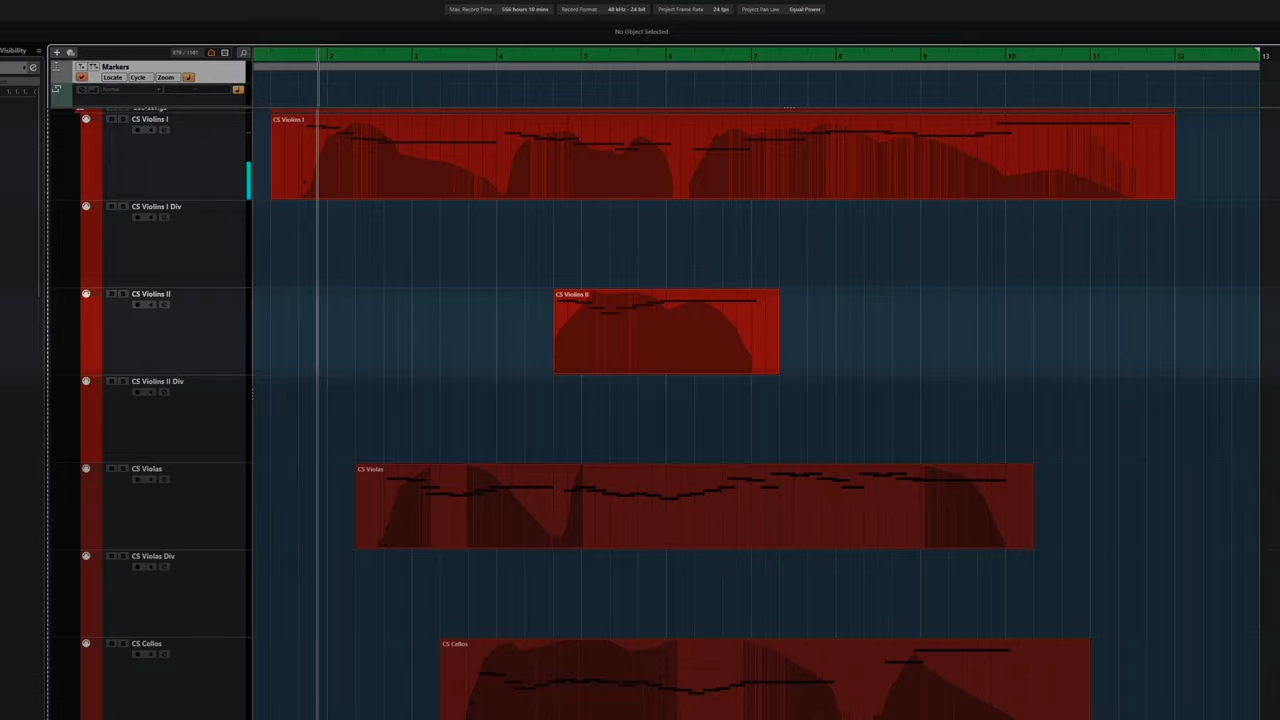 Max. Record Time 566 hours 10 mins Record Format 48 kHz - 24 bit Project Frame Rate 24 fps Project Pan Law Equal Power
No Object Selected
Visibility
879 / 1181
2 3 4 5 6 7 8 9 10 11 12 13
Markers
Locate Cycle Zoom
Normal
CS Violins I
CS Violins I
CS Violins I Div
CS Violins II
CS Violins II
CS Violins II Div
CS Violas
CS Violas
CS Violas Div
CS Cellos
CS Cellos